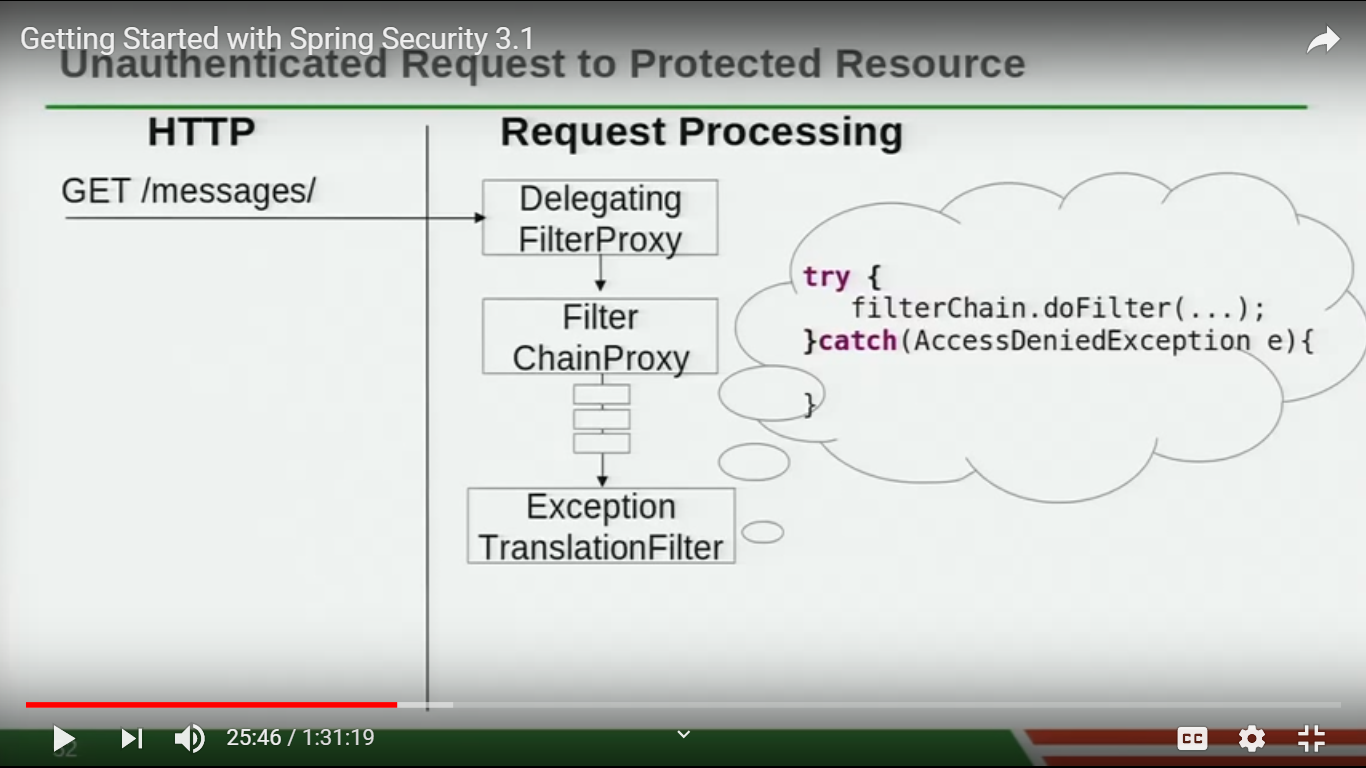 Getting Started with Spring Security 3.1
Unauthenticated Request to Protected Resource
HTTP
Request Processing
GET /messages/
Delegating
FilterProxy
Filter
ChainProxy
Exception
TranslationFilter
try {
filterChain.doFilter(...);
}catch(AccessDeniedException e){
}
25:46 / 1:31:19
CC
52